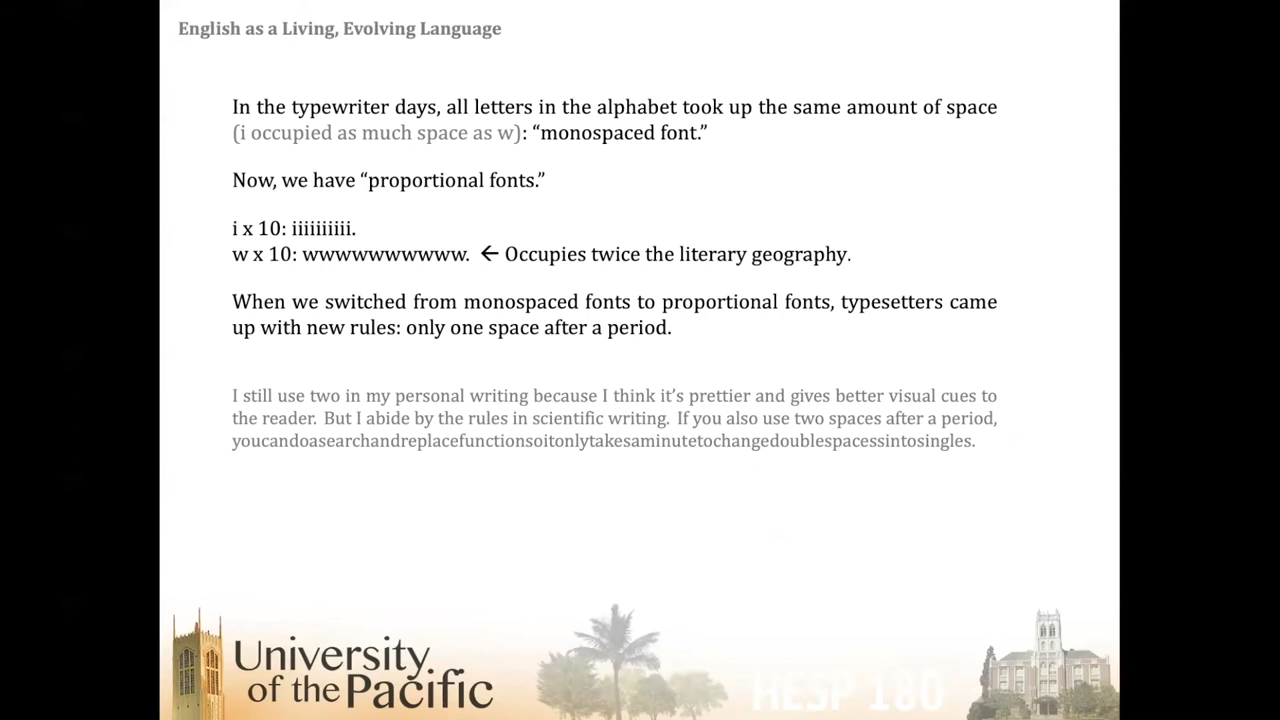 English as a Living, Evolving Language
In the typewriter days, all letters in the alphabet took up the same amount of space
(i occupied as much space as w): “monospaced font.”
Now, we have “proportional fonts.”
i x 10: iiiiiiiiii.
w x 10: wwwwwwwwww. ← Occupies twice the literary geography.
When we switched from monospaced fonts to proportional fonts, typesetters came
up with new rules: only one space after a period.
I still use two in my personal writing because I think it’s prettier and gives better visual cues to
the reader.  But I abide by the rules in scientific writing.  If you also use two spaces after a period,
youcandoasearchandreplacefunctionsoitonlytakesaminutetochangedoublespacessintosingles.
University
of the Pacific
HESP 180